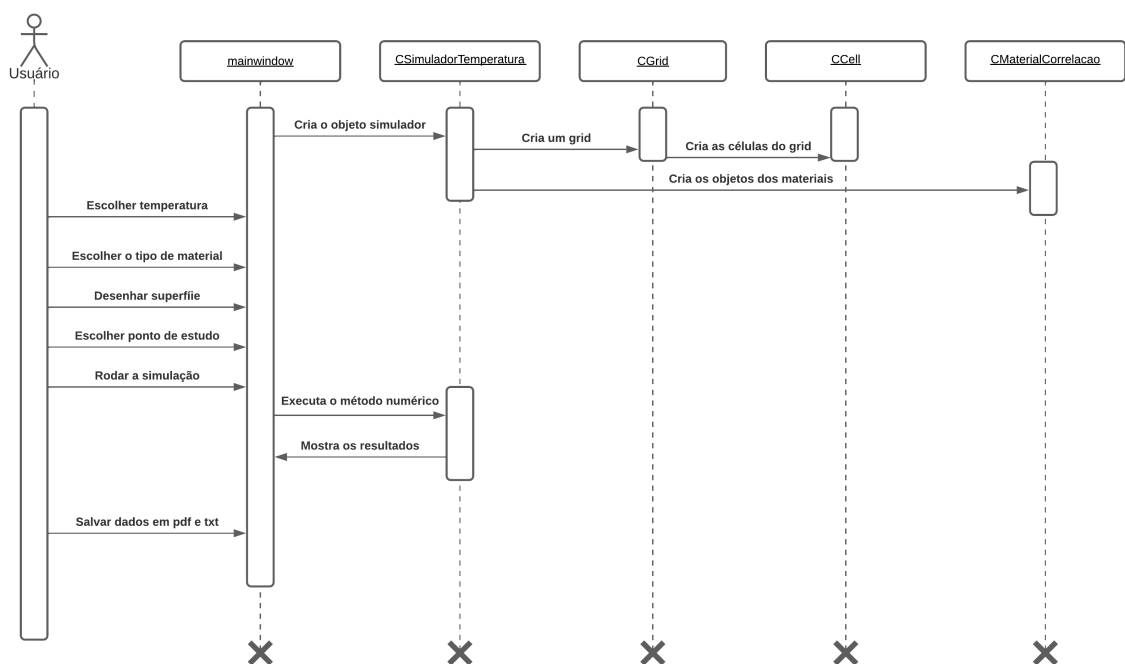 Usuário
mainwindow
CSimuladorTemperatura
CGrid
CCell
CMaterialCorrelacao
Cria o objeto simulador
Cria um grid
Cria as células do grid
Cria os objetos dos materiais
Escolher temperatura
Escolher o tipo de material
Desenhar superfíie
Escolher ponto de estudo
Rodar a simulação
Executa o método numérico
Mostra os resultados
Salvar dados em pdf e txt